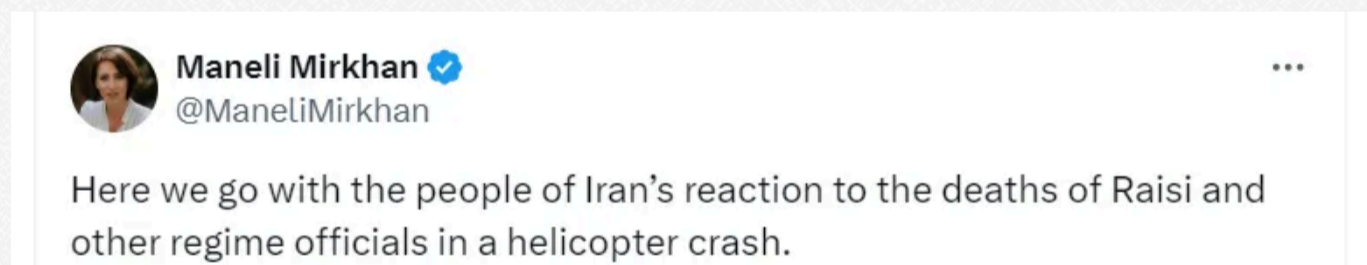 Maneli Mirkhan
@ManeliMirkhan
Here we go with the people of Iran’s reaction to the deaths of Raisi and
other regime officials in a helicopter crash.